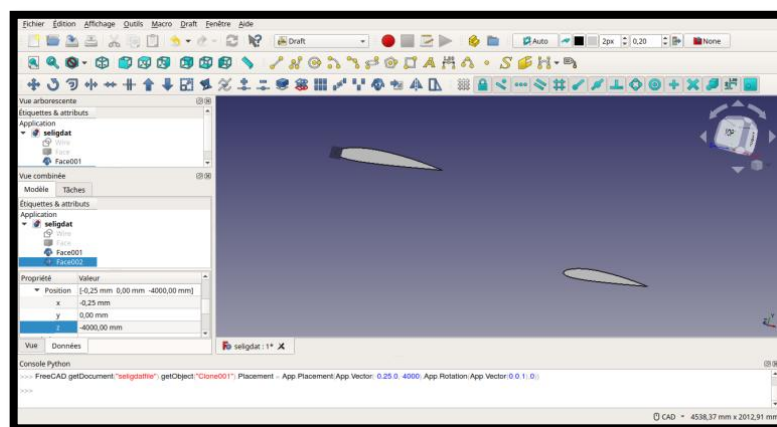 Fichier Édition Affichage Outils Macro Draft Fenêtre Aide
Draft
Auto
2px
0,20
None
Vue arborescente
Étiquettes & attributs
Application
seligdat
Wire
Face
Face001
Vue combinée
Modèle Tâches
Étiquettes & attributs
Application
seligdat
Wire
Face
Face001
Face002
Propriété Valeur
Position [-0,25 mm 0,00 mm -4000,00 mm]
x -0,25 mm
y 0,00 mm
z -4000,00 mm
Vue Données
seligdat : 1*
Console Python
>>> FreeCAD.getDocument("seligdatfile").getObject("Clone001").Placement = App.Placement(App.Vector(-0.25,0,-4000),App.Rotation(App.Vector(0,0,1),0))
>>>
CAD 4538,37 mm x 2012,91 mm